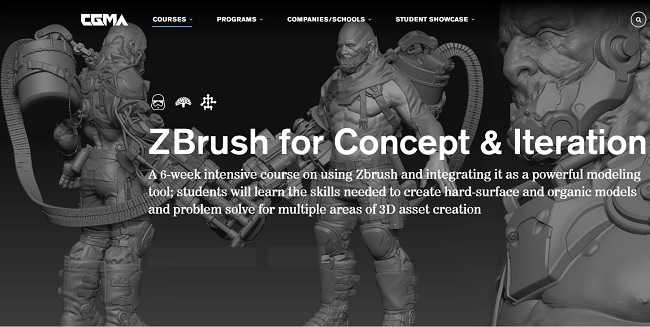 CGMA
COURSES
PROGRAMS
COMPANIES/SCHOOLS
STUDENT SHOWCASE
ZBrush for Concept & Iteration
A 6-week intensive course on using Zbrush and integrating it as a powerful modeling
tool; students will learn the skills needed to create hard-surface and organic models
and problem solve for multiple areas of 3D asset creation